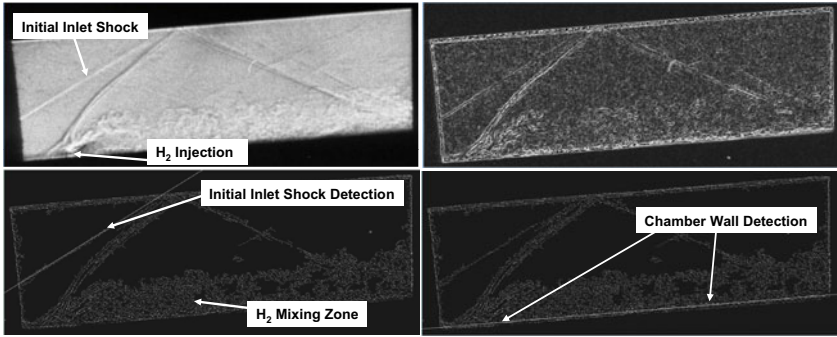 Initial Inlet Shock
H₂ Injection
Initial Inlet Shock Detection
Chamber Wall Detection
H₂ Mixing Zone